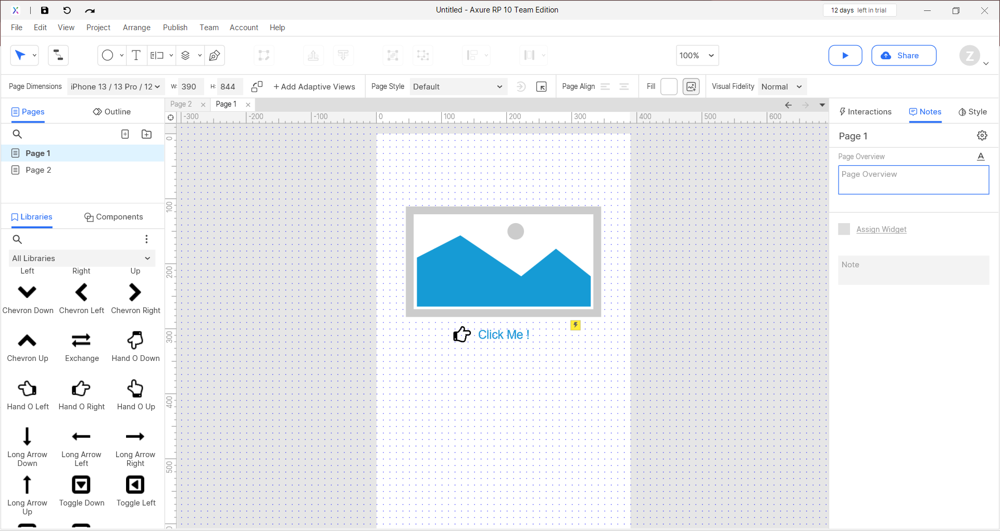 Untitled - Axure RP 10 Team Edition
12 days left in trial
File Edit View Project Arrange Publish Team Account Help
100%
Share
Z
Page Dimensions iPhone 13 / 13 Pro / 12 W: 390 H: 844 + Add Adaptive Views Page Style Default Page Align Fill Visual Fidelity Normal
Pages Outline
Page 2 Page 1
Interactions Notes Style
-300 -200 -100 0 100 200 300 400 500 600
0
100
200
300
400
500
Page 1
Page 2
Libraries Components
All Libraries
Left Right Up
Chevron Down Chevron Left Chevron Right
Chevron Up Exchange Hand O Down
Hand O Left Hand O Right Hand O Up
Long Arrow Down Long Arrow Left Long Arrow Right
Long Arrow Up Toggle Down Toggle Left
Click Me !
Page 1
Page Overview A
Page Overview
Assign Widget
Note